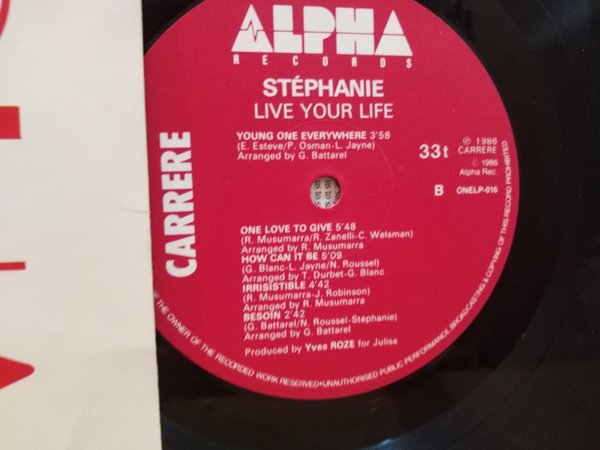 ALPHA
RECORDS
STÉPHANIE
LIVE YOUR LIFE
YOUNG ONE EVERYWHERE 3'58
(E. Esteve/P. Osman-L. Jayne)
Arranged by G. Battarel
33t
℗ 1986
CARRERE
© 1986
Alpha Rec.
B ONELP-016
CARRERE
ONE LOVE TO GIVE 5'48
(R. Musumarra/R. Zanelli-C. Welsman)
Arranged by R. Musumarra
HOW CAN IT BE 5'09
(G. Blanc-L. Jayne/N. Roussel)
Arranged by T. Durbet-G. Blanc
IRRISISTIBLE 4'42
(R. Musumarra-J. Robinson)
Arranged by R. Musumarra
BESOIN 2'42
(G. Battarel/N. Roussel-Stéphanie)
Arranged by G. Battarel
Produced by Yves ROZE for Julisa
OF THE OWNER OF THE RECORDED WORK RESERVED•UNAUTHORISED PUBLIC PERFORMANCE, BROADCASTING & COPYING OF THIS RECORD PROHIBITED